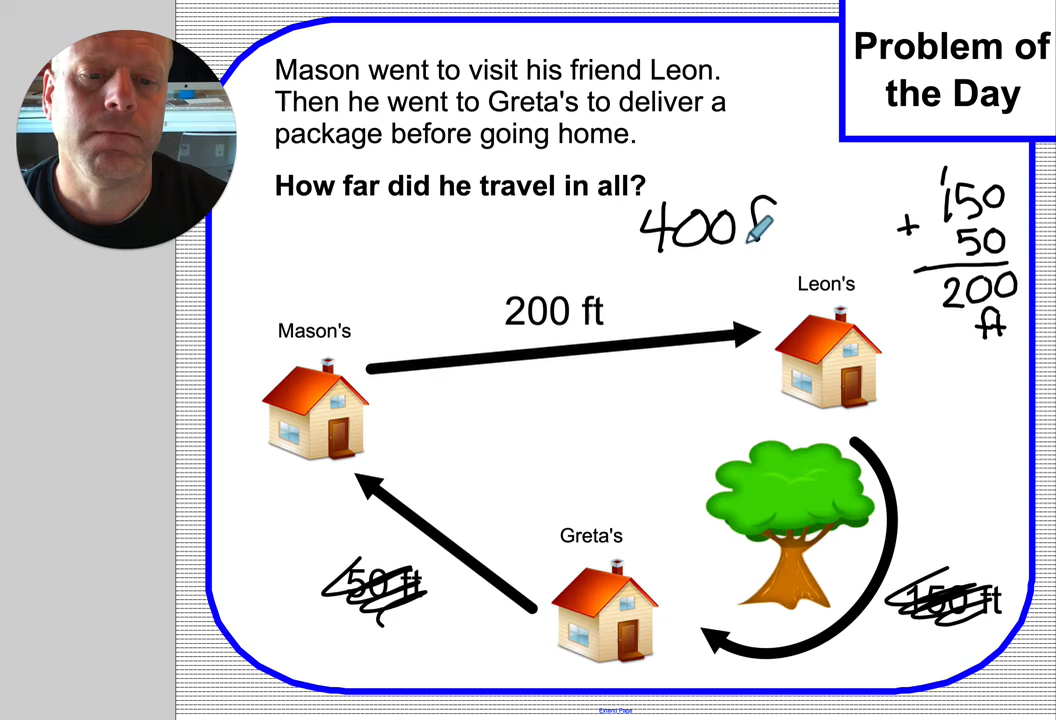 Problem of
the Day
Mason went to visit his friend Leon.
Then he went to Greta's to deliver a
package before going home.
How far did he travel in all?
400 f
150
+ 50
200
ft
Leon's
200 ft
Mason's
Greta's
50 ft
150 ft
Extend Page